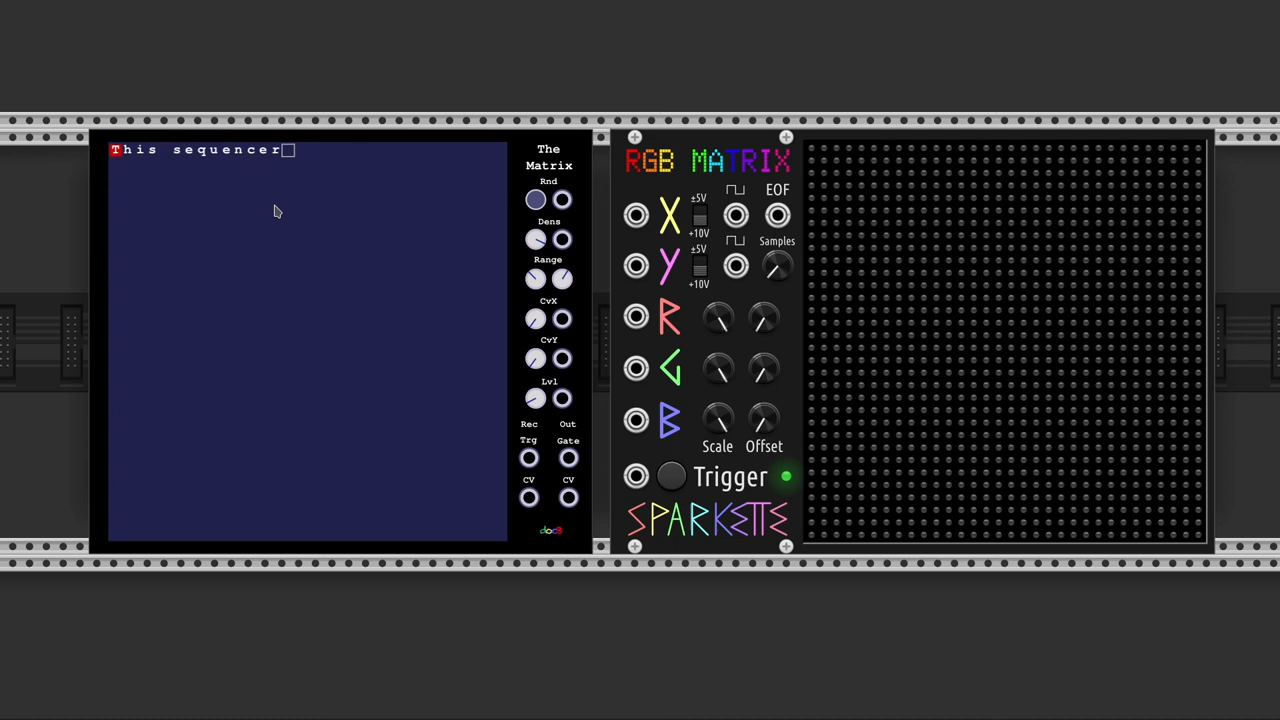 This sequencer
The
Matrix
Rnd
Dens
Range
CvX
CvY
Lvl
Rec Out
Trg Gate
CV CV
doc
RGB MATRIX
X ±5V +10V EOF
Y ±5V +10V Samples
R
G
B
Scale Offset
Trigger
SPARKETTE